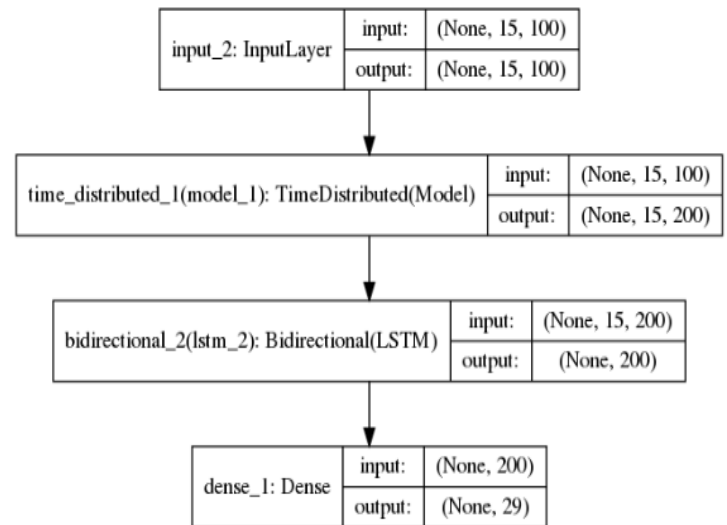 input_2: InputLayer
input: (None, 15, 100)
output: (None, 15, 100)
time_distributed_1(model_1): TimeDistributed(Model)
input: (None, 15, 100)
output: (None, 15, 200)
bidirectional_2(lstm_2): Bidirectional(LSTM)
input: (None, 15, 200)
output: (None, 200)
dense_1: Dense
input: (None, 200)
output: (None, 29)